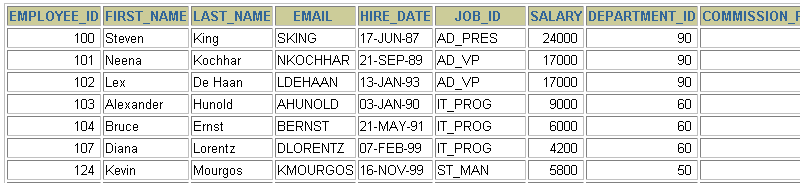 EMPLOYEE_ID FIRST_NAME LAST_NAME EMAIL HIRE_DATE JOB_ID SALARY DEPARTMENT_ID
100 Steven King SKING 17-JUN-87 AD_PRES 24000 90
101 Neena Kochhar NKOCHHAR 21-SEP-89 AD_VP 17000 90
102 Lex De Haan LDEHAAN 13-JAN-93 AD_VP 17000 90
103 Alexander Hunold AHUNOLD 03-JAN-90 IT_PROG 9000 60
104 Bruce Ernst BERNST 21-MAY-91 IT_PROG 6000 60
107 Diana Lorentz DLORENTZ 07-FEB-99 IT_PROG 4200 60
124 Kevin Mourgos KMOURGOS 16-NOV-99 ST_MAN 5800 50